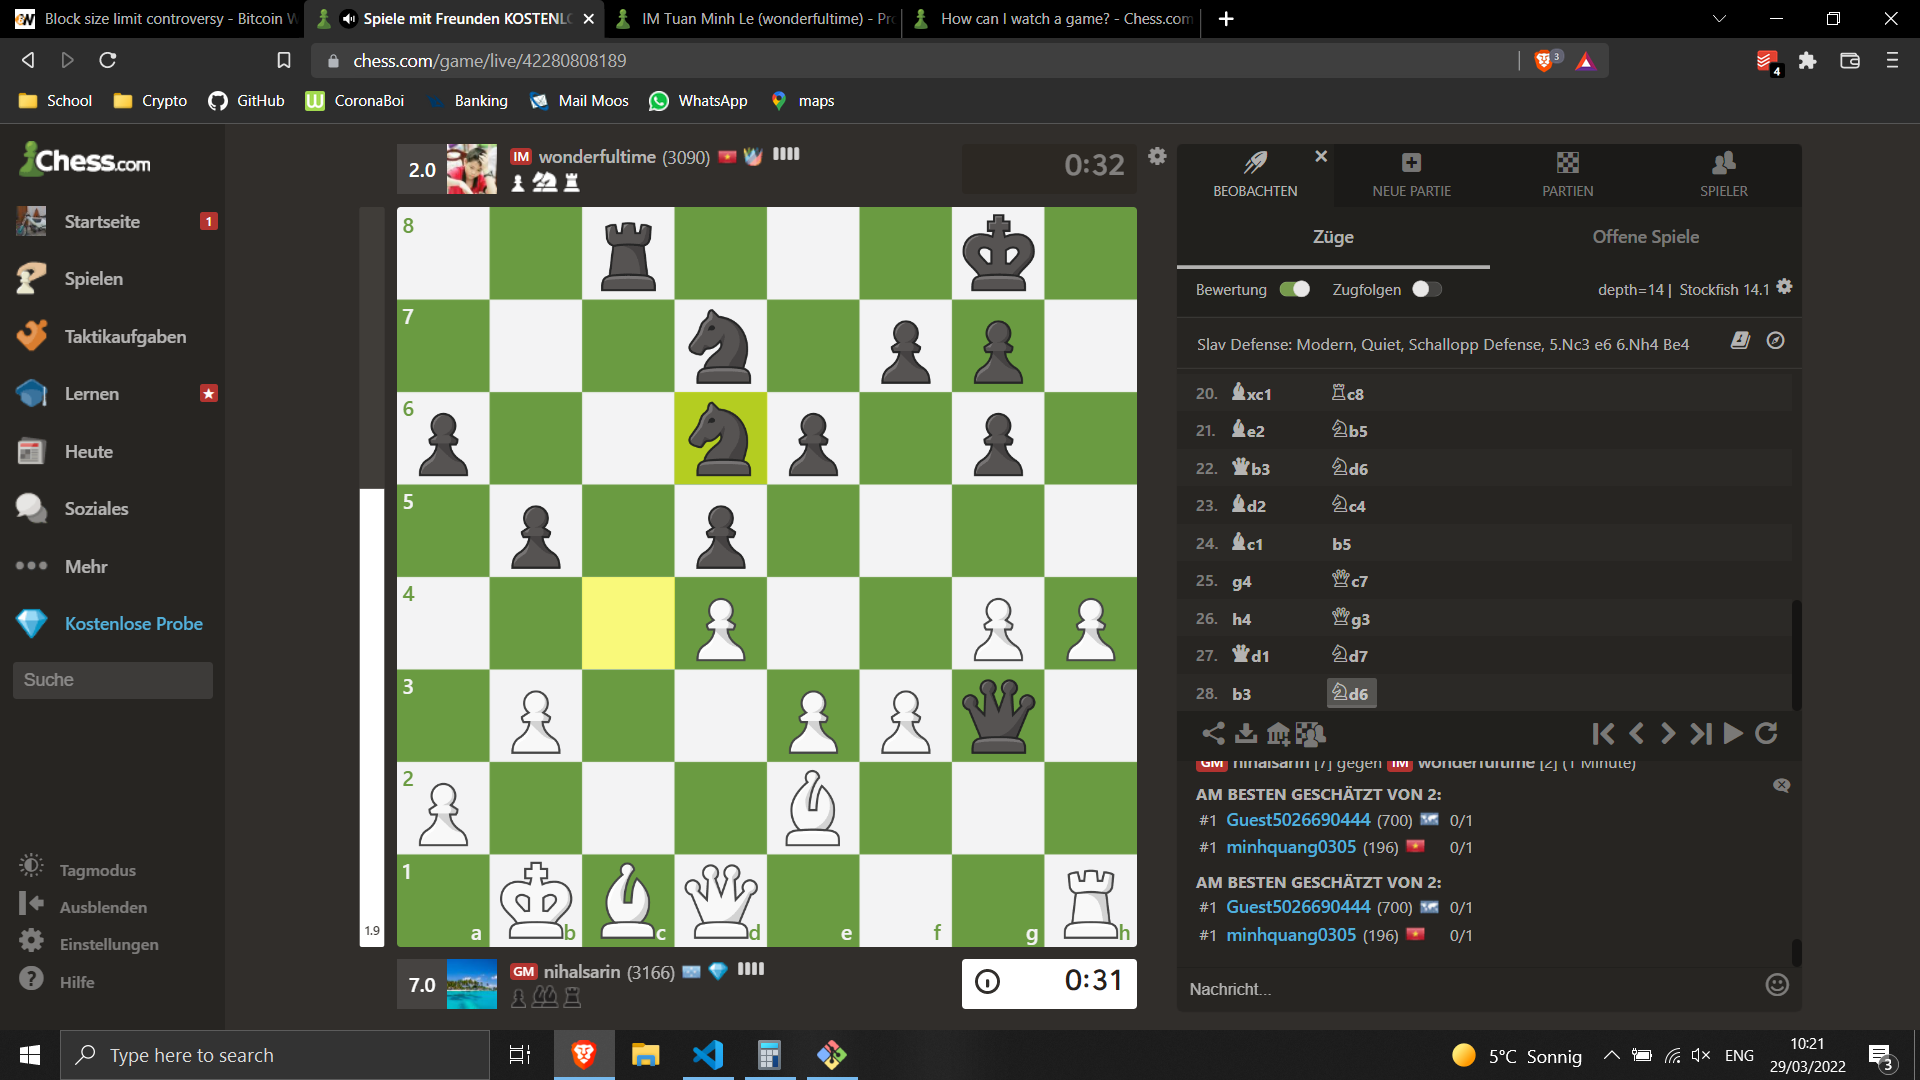 Block size limit controversy - Bitcoin W
Spiele mit Freunden KOSTENLO
IM Tuan Minh Le (wonderfultime) - Pro
How can I watch a game? - Chess.com
chess.com/game/live/42280808189
3
4
School
Crypto
GitHub
CoronaBoi
Banking
Mail Moos
WhatsApp
maps
Chess.com
Startseite
1
Spielen
Taktikaufgaben
Lernen
Heute
Soziales
Mehr
Kostenlose Probe
Suche
Tagmodus
Ausblenden
Einstellungen
Hilfe
2.0
IM wonderfultime (3090)
0:32
8
7
6
5
4
3
2
1
a b c d e f g h
1.9
7.0
GM nihalsarin (3166)
0:31
BEOBACHTEN
NEUE PARTIE
PARTIEN
SPIELER
Züge
Offene Spiele
Bewertung
Zugfolgen
depth=14 | Stockfish 14.1
Slav Defense: Modern, Quiet, Schallopp Defense, 5.Nc3 e6 6.Nh4 Be4
20. xc1 c8
21. e2 b5
22. b3 d6
23. d2 c4
24. c1 b5
25. g4 c7
26. h4 g3
27. d1 d7
28. b3 d6
GM nihalsarin [7] gegen IM wonderfultime [2] (1 Minute)
AM BESTEN GESCHÄTZT VON 2:
#1 Guest5026690444 (700) 0/1
#1 minhquang0305 (196) 0/1
AM BESTEN GESCHÄTZT VON 2:
#1 Guest5026690444 (700) 0/1
#1 minhquang0305 (196) 0/1
Nachricht...
Type here to search
5°C Sonnig
ENG
10:21
29/03/2022
3